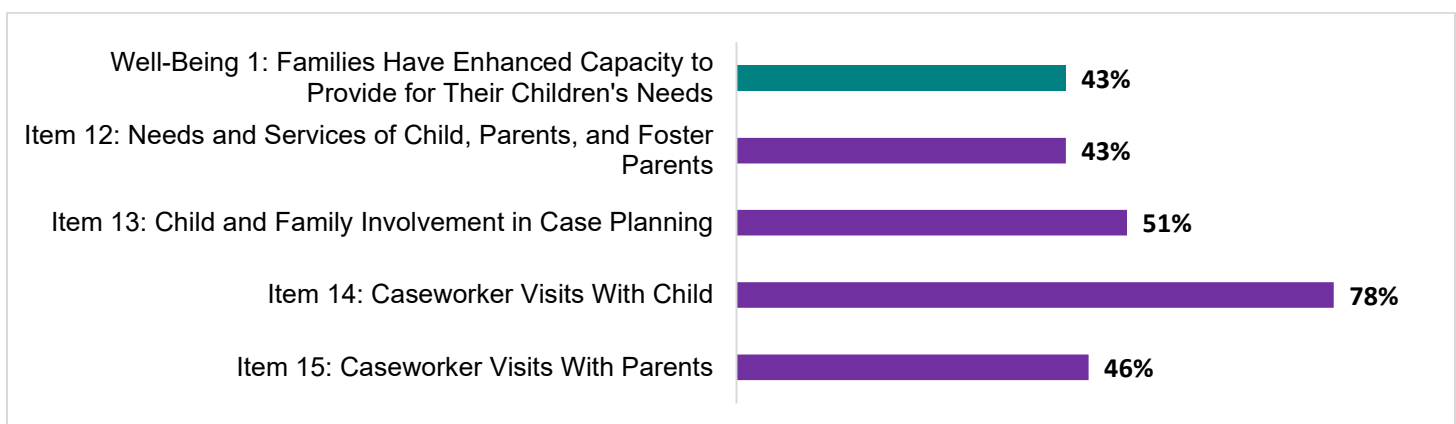 Well-Being 1: Families Have Enhanced Capacity to
Provide for Their Children's Needs
43%
Item 12: Needs and Services of Child, Parents, and Foster
Parents
43%
Item 13: Child and Family Involvement in Case Planning
51%
Item 14: Caseworker Visits With Child
78%
Item 15: Caseworker Visits With Parents
46%